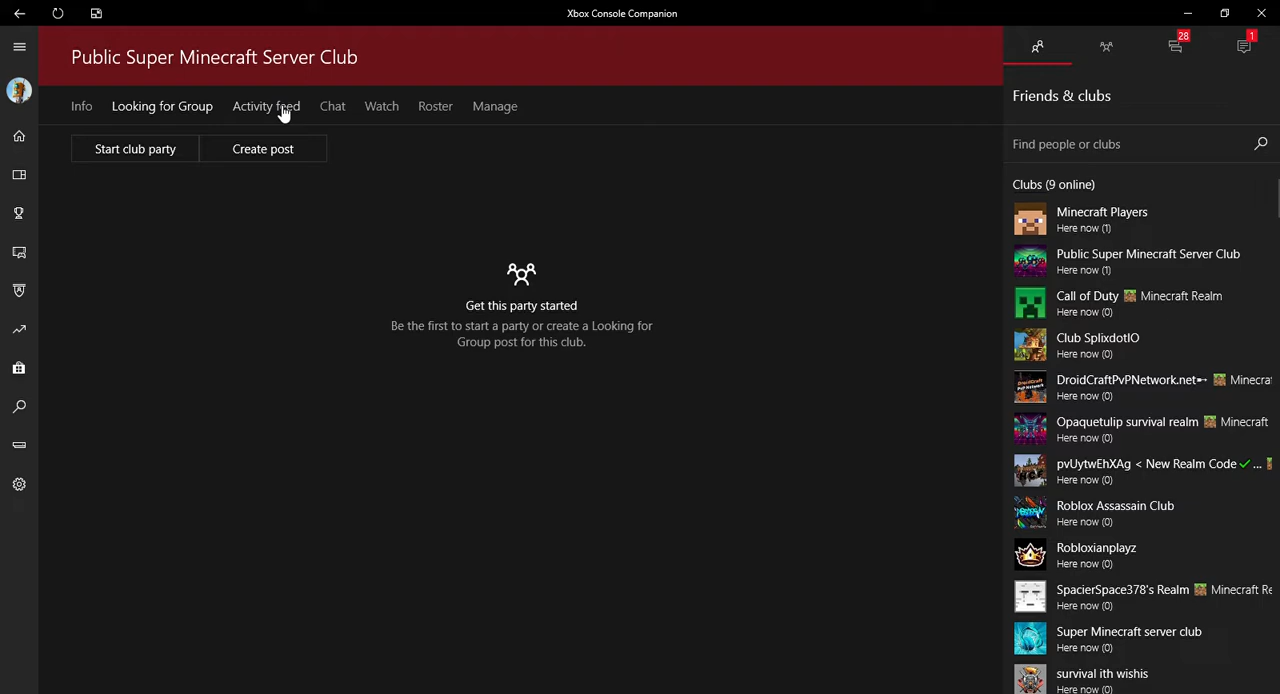 Xbox Console Companion
Public Super Minecraft Server Club
Info Looking for Group Activity feed Chat Watch Roster Manage
Start club party Create post
Get this party started
Be the first to start a party or create a Looking for
Group post for this club.
28
1
Friends & clubs
Find people or clubs
Clubs (9 online)
Minecraft Players
Here now (1)
Public Super Minecraft Server Club
Here now (1)
Call of Duty Minecraft Realm
Here now (0)
Club SplixdotIO
Here now (0)
DroidCraftPvPNetwork.net➸ Minecra
Here now (0)
Opaquetulip survival realm Minecraft
Here now (0)
pvUytwEhXAg < New Realm Code ✓...
Here now (0)
Roblox Assassain Club
Here now (0)
Robloxianplayz
Here now (0)
SpacierSpace378's Realm Minecraft Re
Here now (0)
Super Minecraft server club
Here now (0)
survival ith wishis
Here now (0)